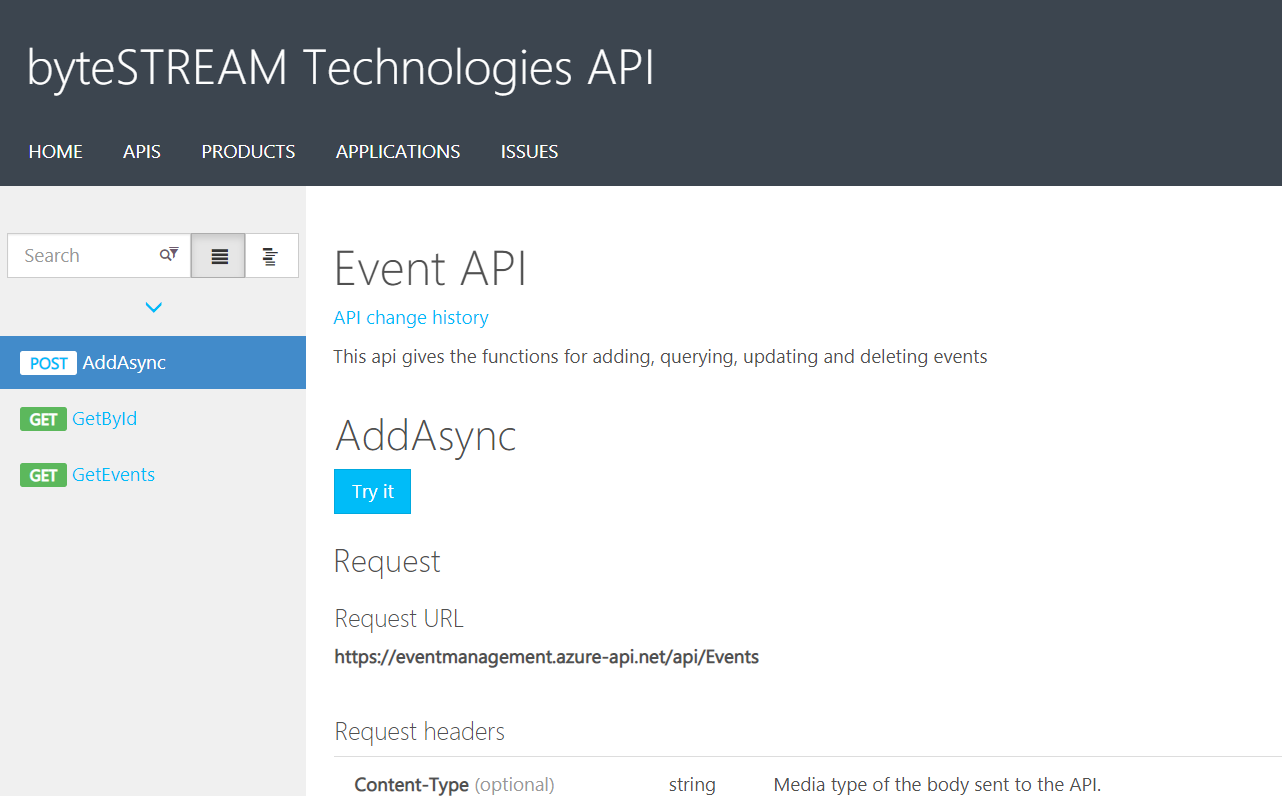 byteSTREAM Technologies API
HOME APIS PRODUCTS APPLICATIONS ISSUES
Search
POST AddAsync
GET GetById
GET GetEvents
Event API
API change history
This api gives the functions for adding, querying, updating and deleting events
AddAsync
Try it
Request
Request URL
https://eventmanagement.azure-api.net/api/Events
Request headers
Content-Type (optional) string Media type of the body sent to the API.